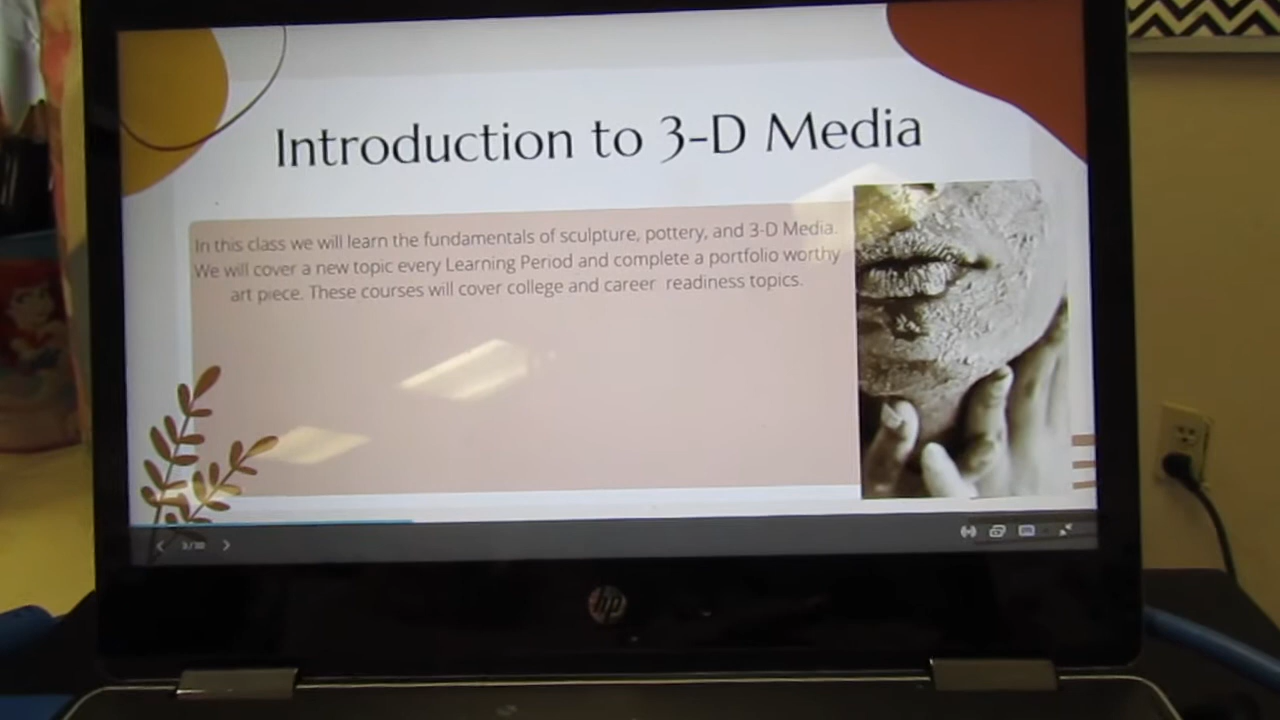 Introduction to 3-D Media
In this class we will learn the fundamentals of sculpture, pottery, and 3-D Media.
We will cover a new topic every Learning Period and complete a portfolio worthy
art piece. These courses will cover college and career readiness topics.
hp